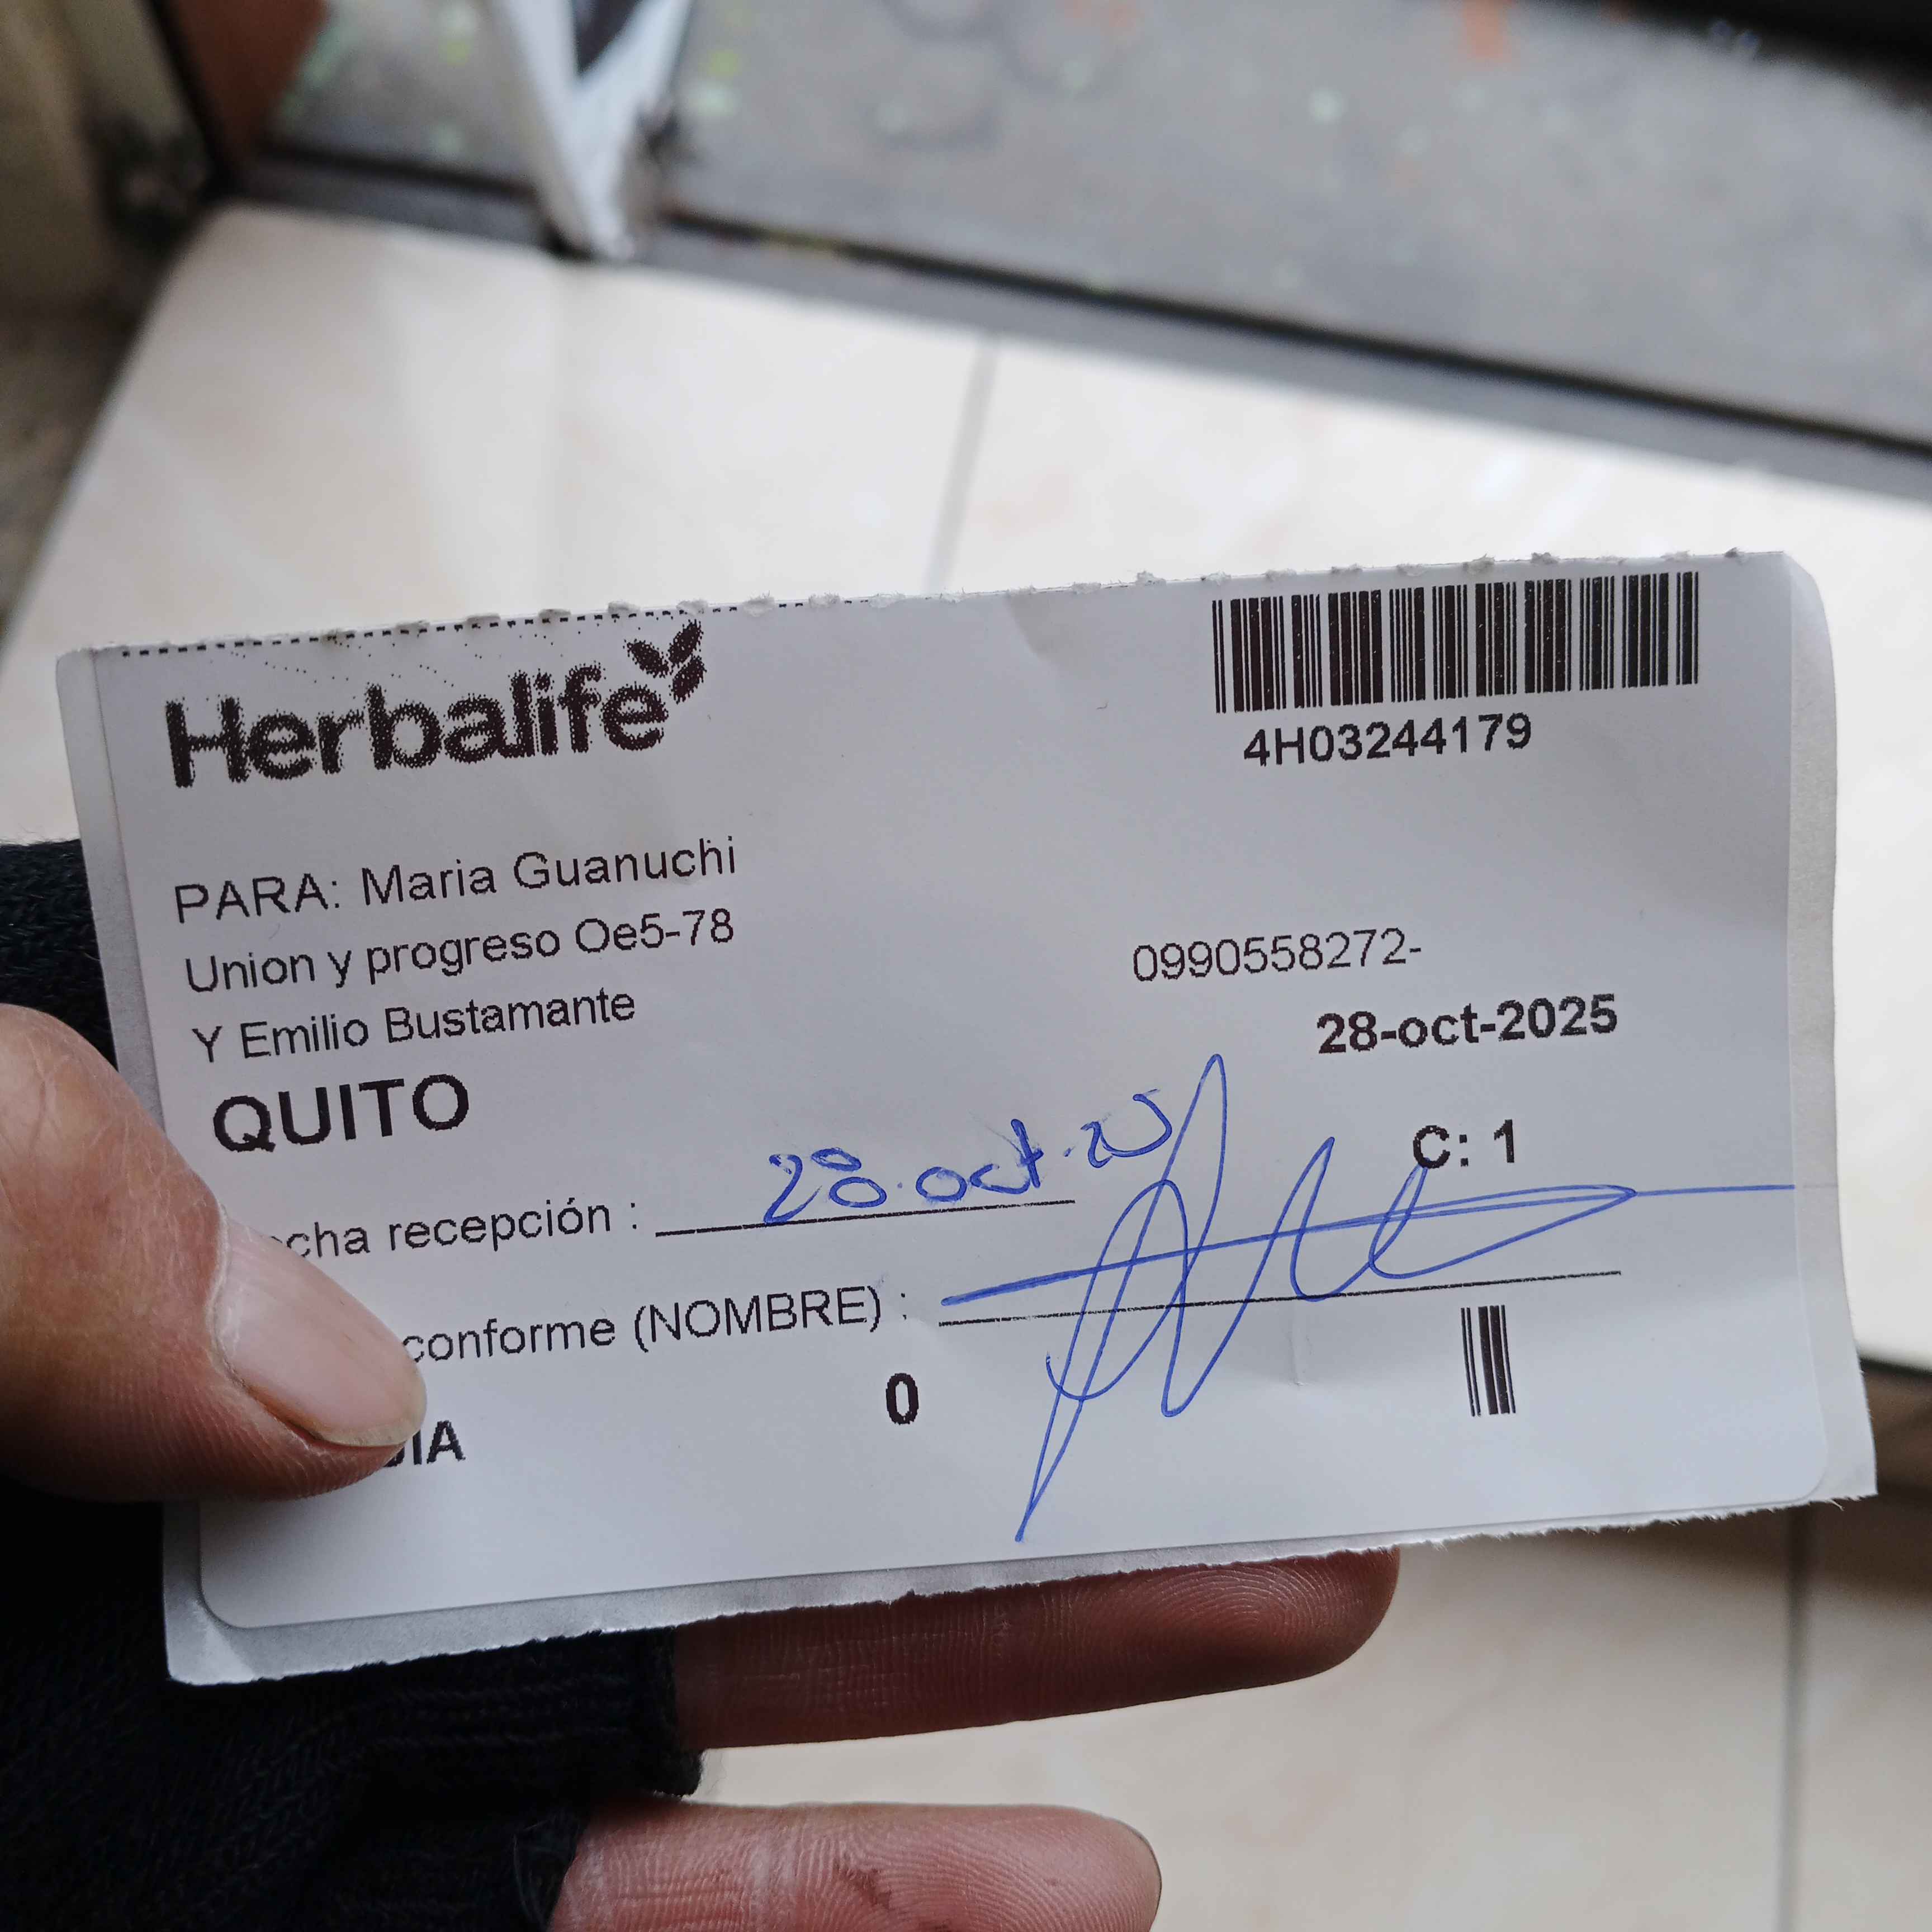 Herbalife
4H03244179
PARA: Maria Guanuchi
Union y progreso Oe5-78
0990558272-
Y Emilio Bustamante
28-oct-2025
QUITO
C: 1
cha recepción : 28.oct.25
conforme (NOMBRE) :
0
IA